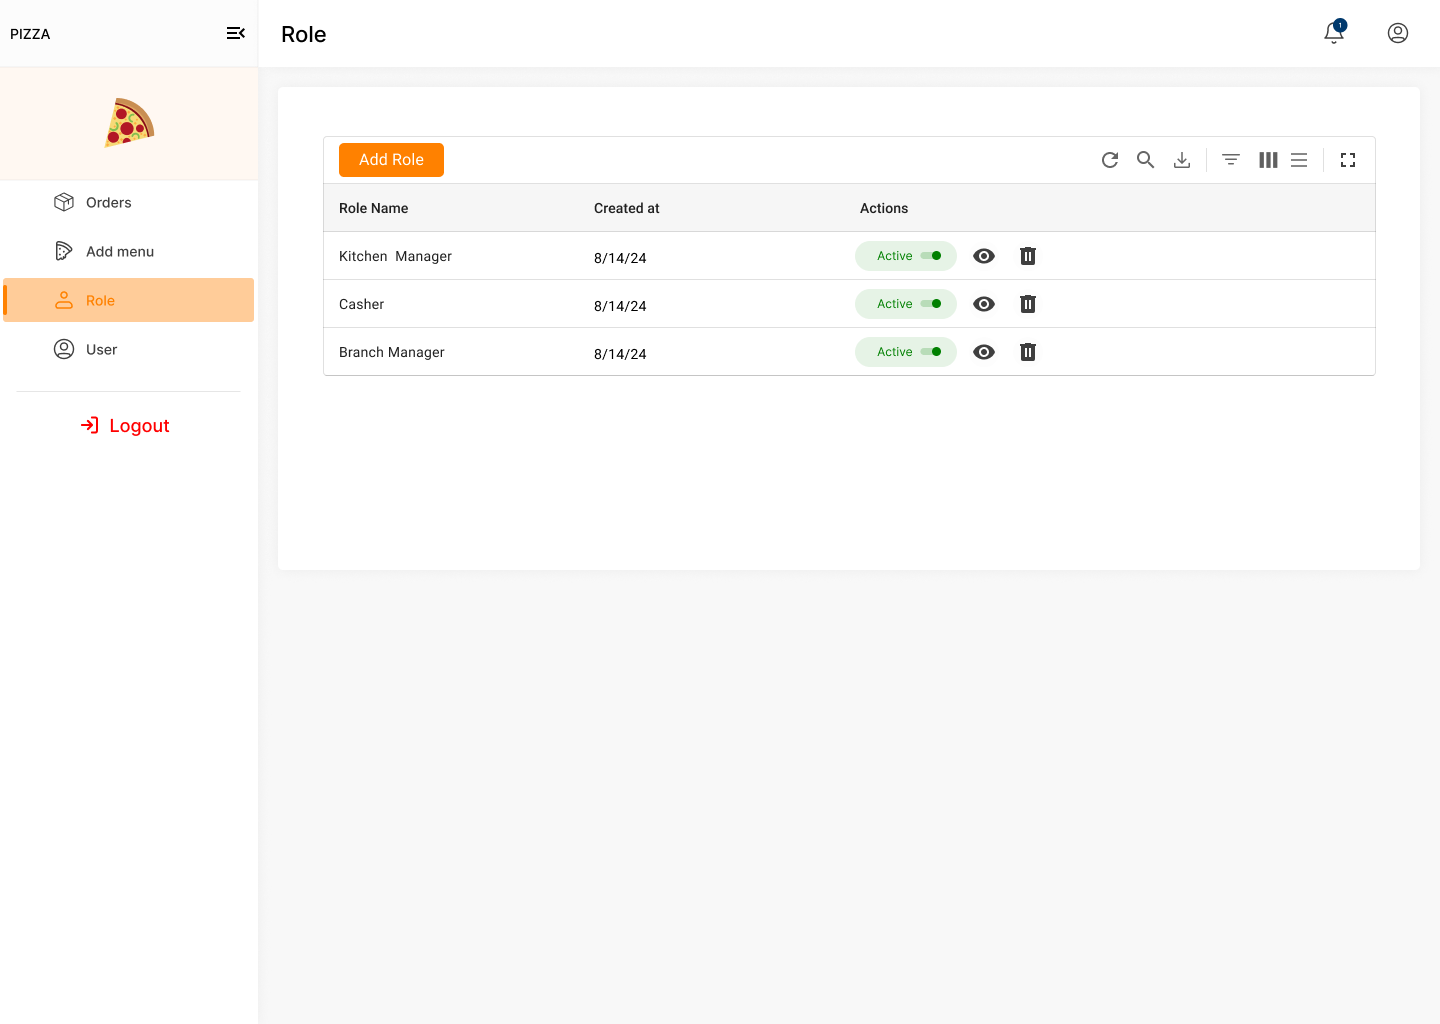 PIZZA
Role
1
Add Role
Orders
Add menu
Role
User
Logout
Role Name Created at Actions
Kitchen  Manager 8/14/24 Active
Casher 8/14/24 Active
Branch Manager 8/14/24 Active